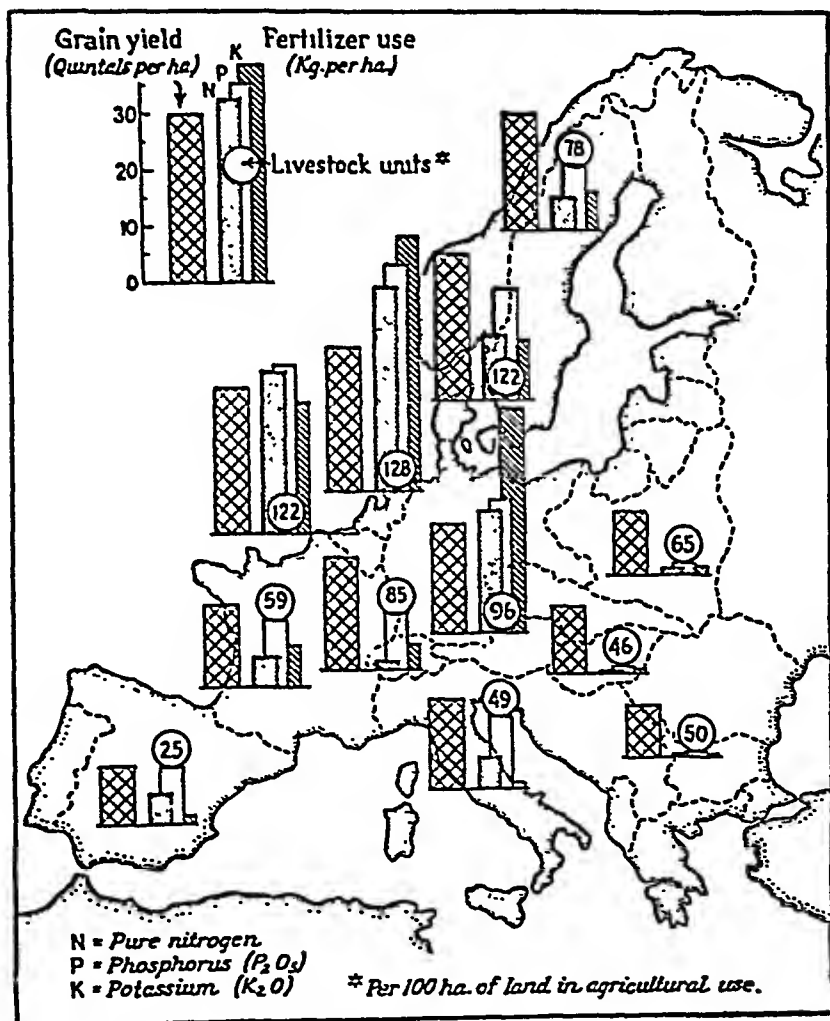 Grain yield
(Quintals per ha.)
Fertilizer use
(Kg. per ha.)
N P K
30
20
10
0
Livestock units*
78
122
128
122
65
96
59
85
46
49
50
25
N = Pure nitrogen
P = Phosphorus (P₂O₅)
K = Potassium (K₂O)
*Per 100 ha. of land in agricultural use.